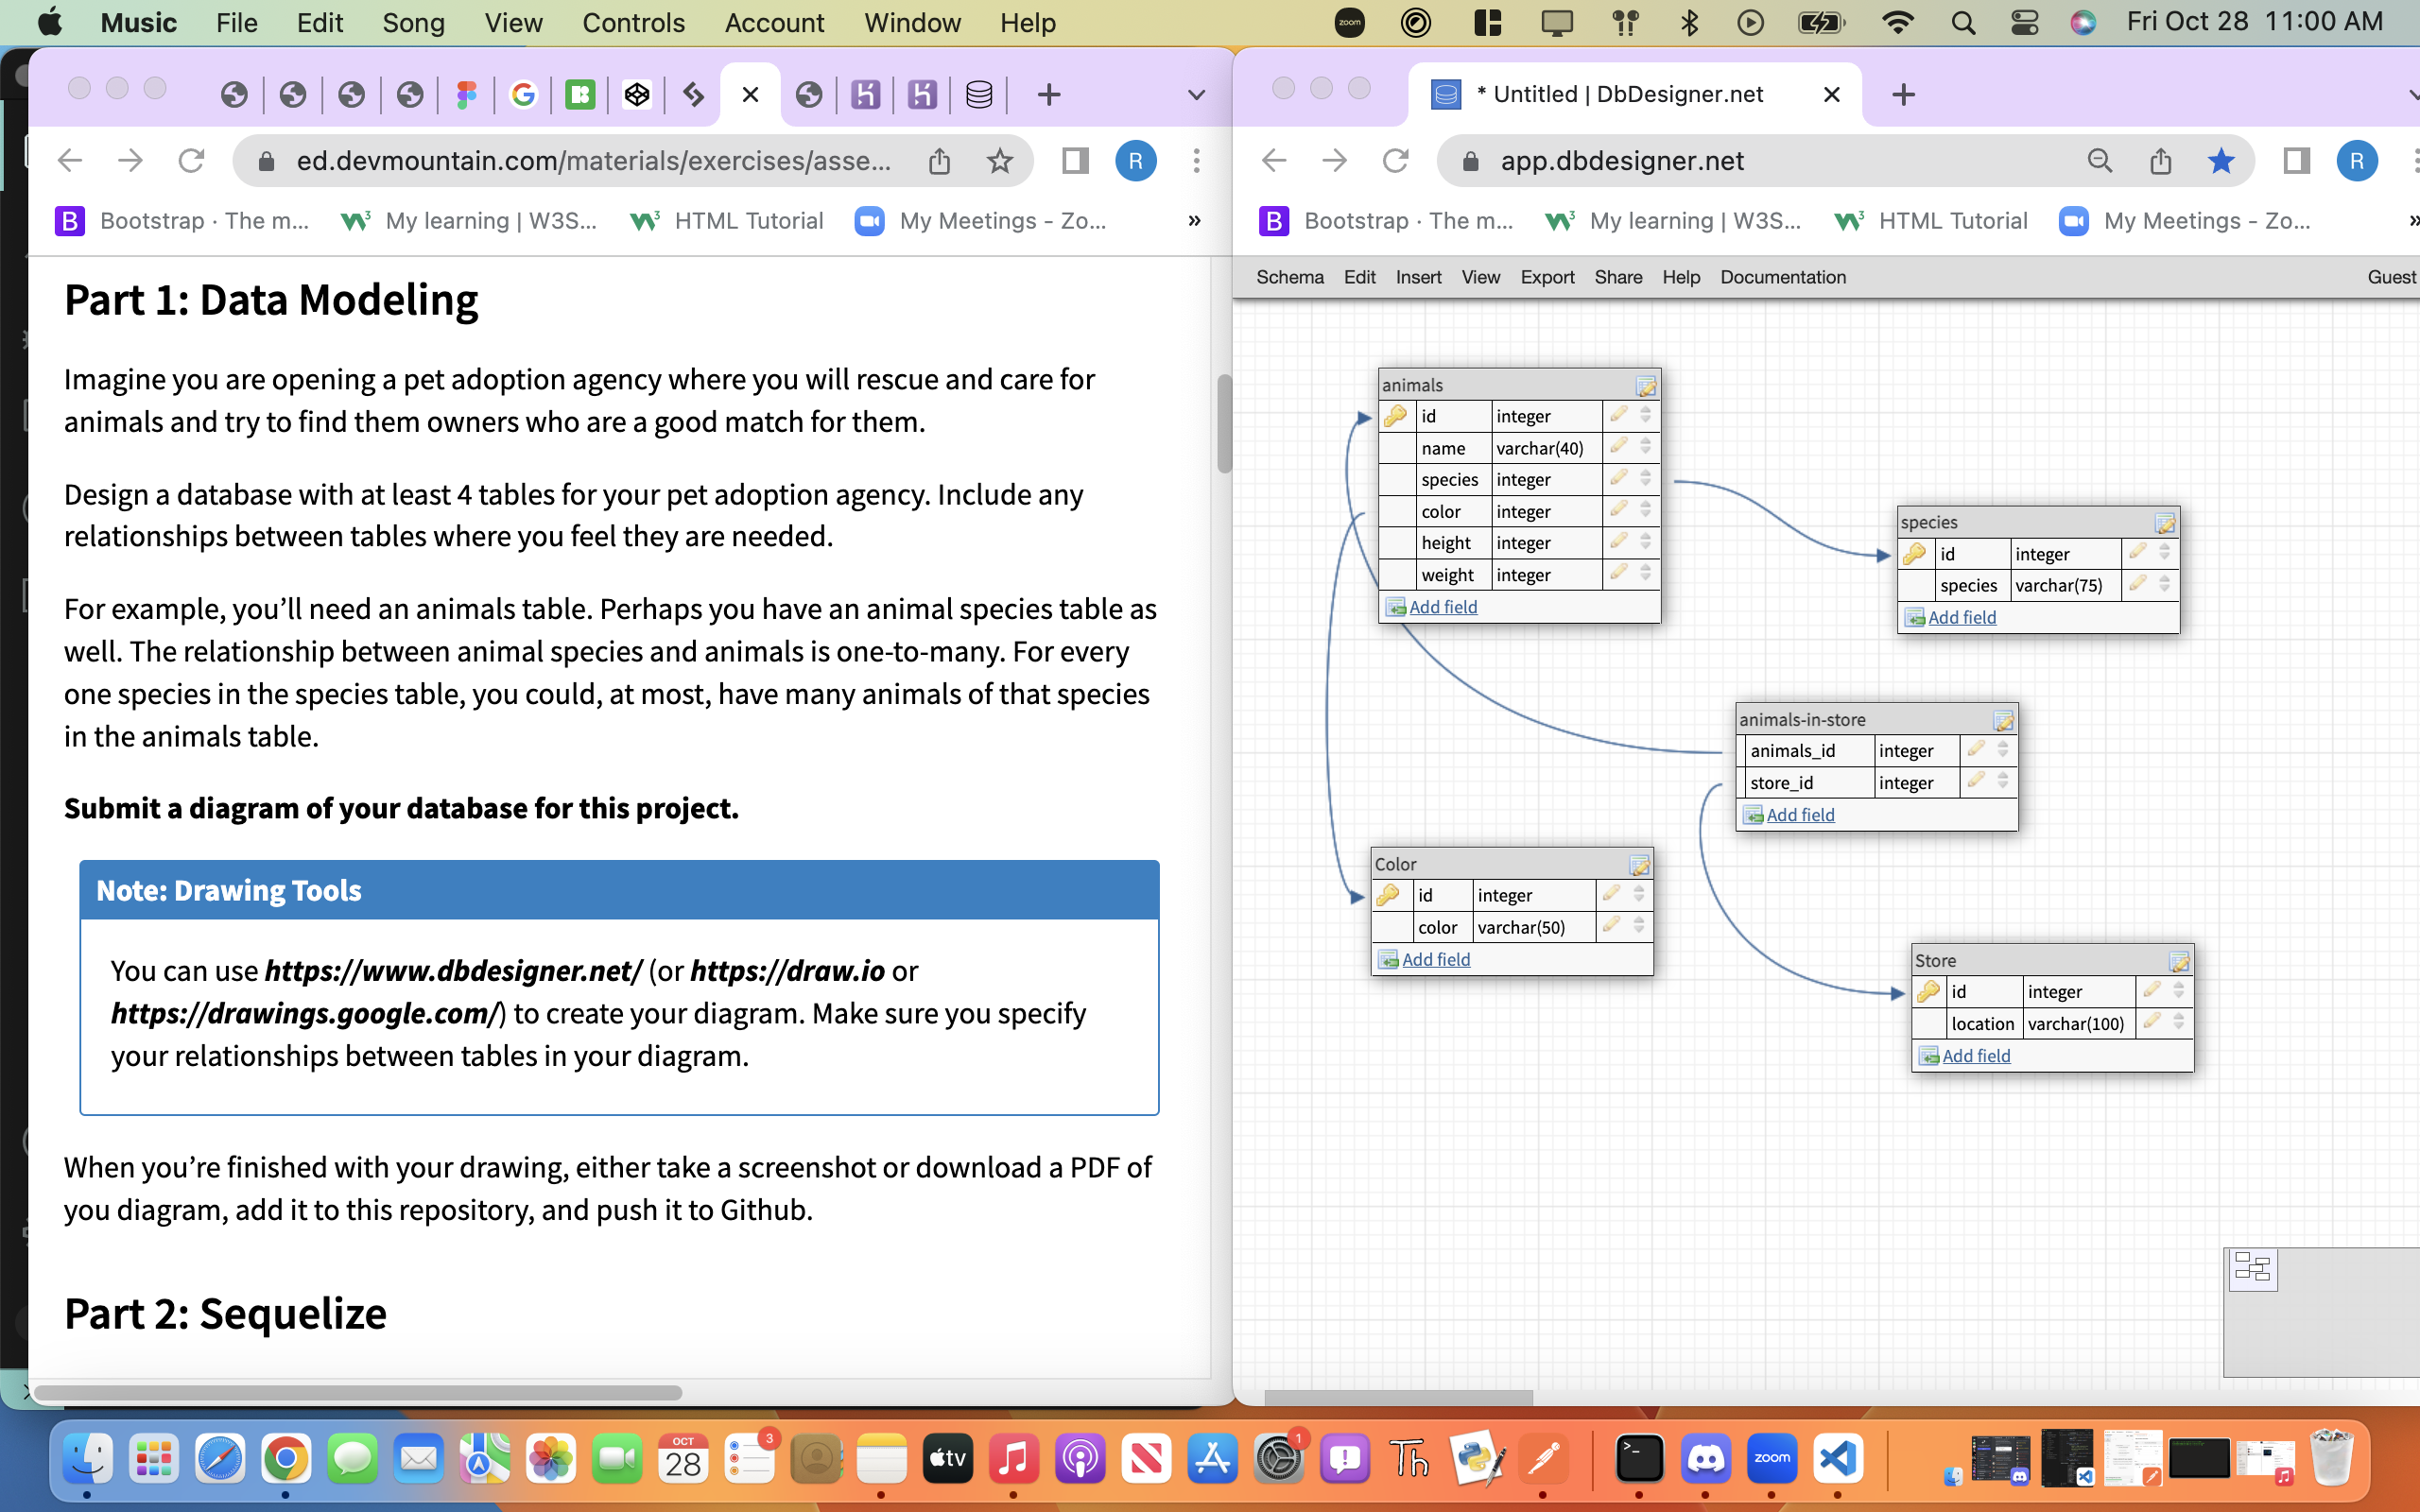 Music File Edit Song View Controls Account Window Help
zoom
Fri Oct 28 11:00 AM
ed.devmountain.com/materials/exercises/asse...
R
Bootstrap · The m...
My learning | W3S...
HTML Tutorial
My Meetings - Zo...
»
Part 1: Data Modeling
Imagine you are opening a pet adoption agency where you will rescue and care for
animals and try to find them owners who are a good match for them.
Design a database with at least 4 tables for your pet adoption agency. Include any
relationships between tables where you feel they are needed.
For example, you’ll need an animals table. Perhaps you have an animal species table as
well. The relationship between animal species and animals is one-to-many. For every
one species in the species table, you could, at most, have many animals of that species
in the animals table.
Submit a diagram of your database for this project.
Note: Drawing Tools
You can use https://www.dbdesigner.net/ (or https://draw.io or
https://drawings.google.com/) to create your diagram. Make sure you specify
your relationships between tables in your diagram.
When you’re finished with your drawing, either take a screenshot or download a PDF of
you diagram, add it to this repository, and push it to Github.
Part 2: Sequelize
* Untitled | DbDesigner.net
app.dbdesigner.net
R
Bootstrap · The m...
My learning | W3S...
HTML Tutorial
My Meetings - Zo...
»
Schema Edit Insert View Export Share Help Documentation
Guest
animals
id integer
name varchar(40)
species integer
color integer
height integer
weight integer
Add field
species
id integer
species varchar(75)
Add field
animals-in-store
animals_id integer
store_id integer
Add field
Color
id integer
color varchar(50)
Add field
Store
id integer
location varchar(100)
Add field
OCT
28
3
tv
1
Th
zoom